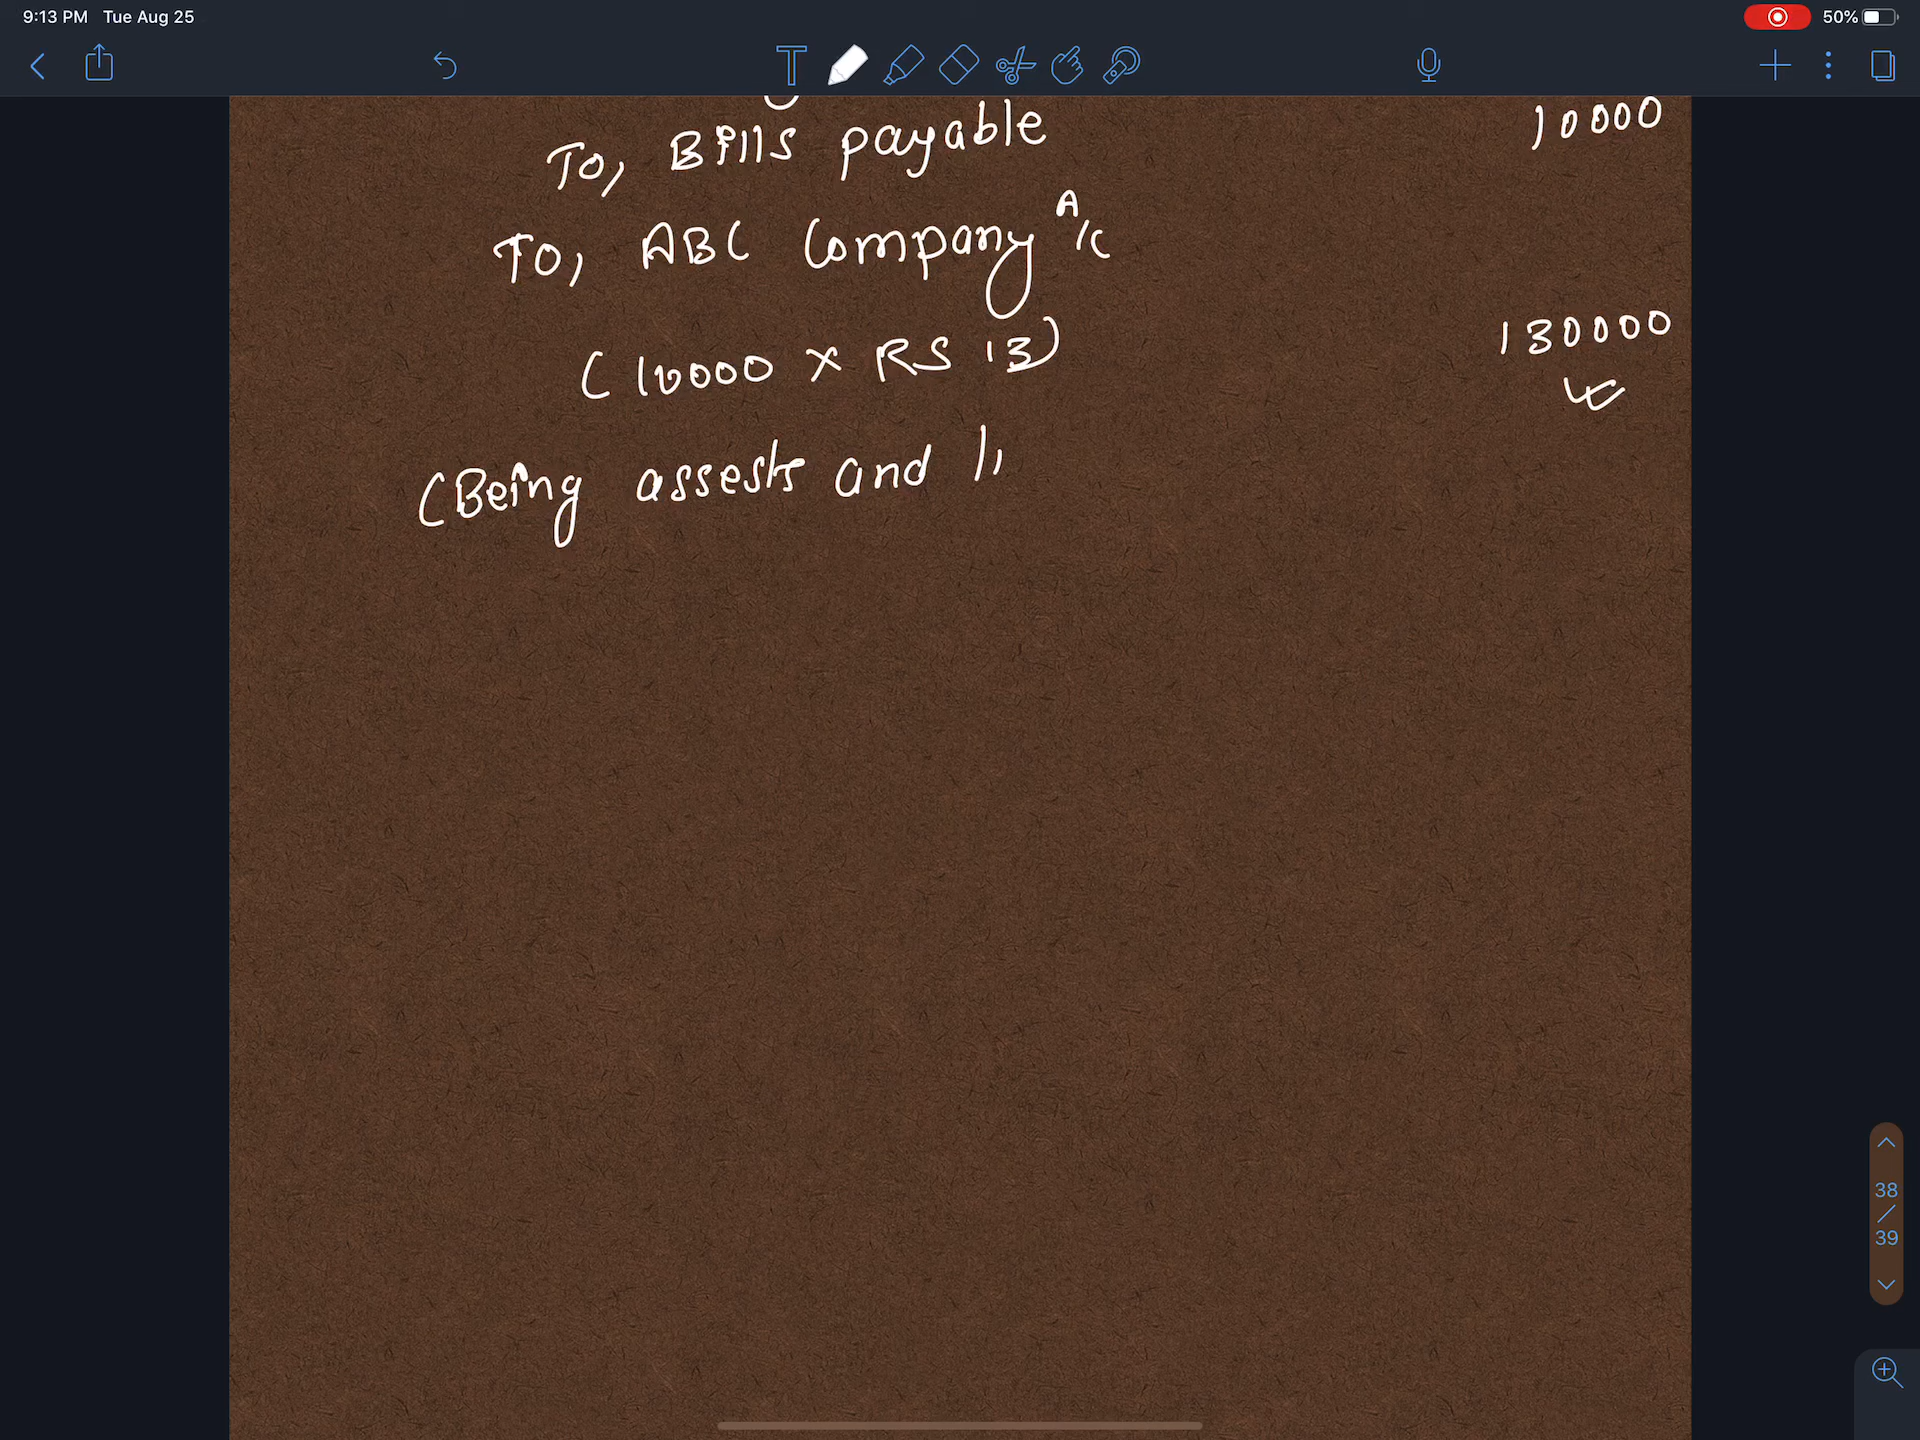 9:13 PM Tue Aug 25 50%
To, Bills payable 10000
To, ABC Company A/c
(10000 X RS 13) 130000
(Being assests and li
38
/
39